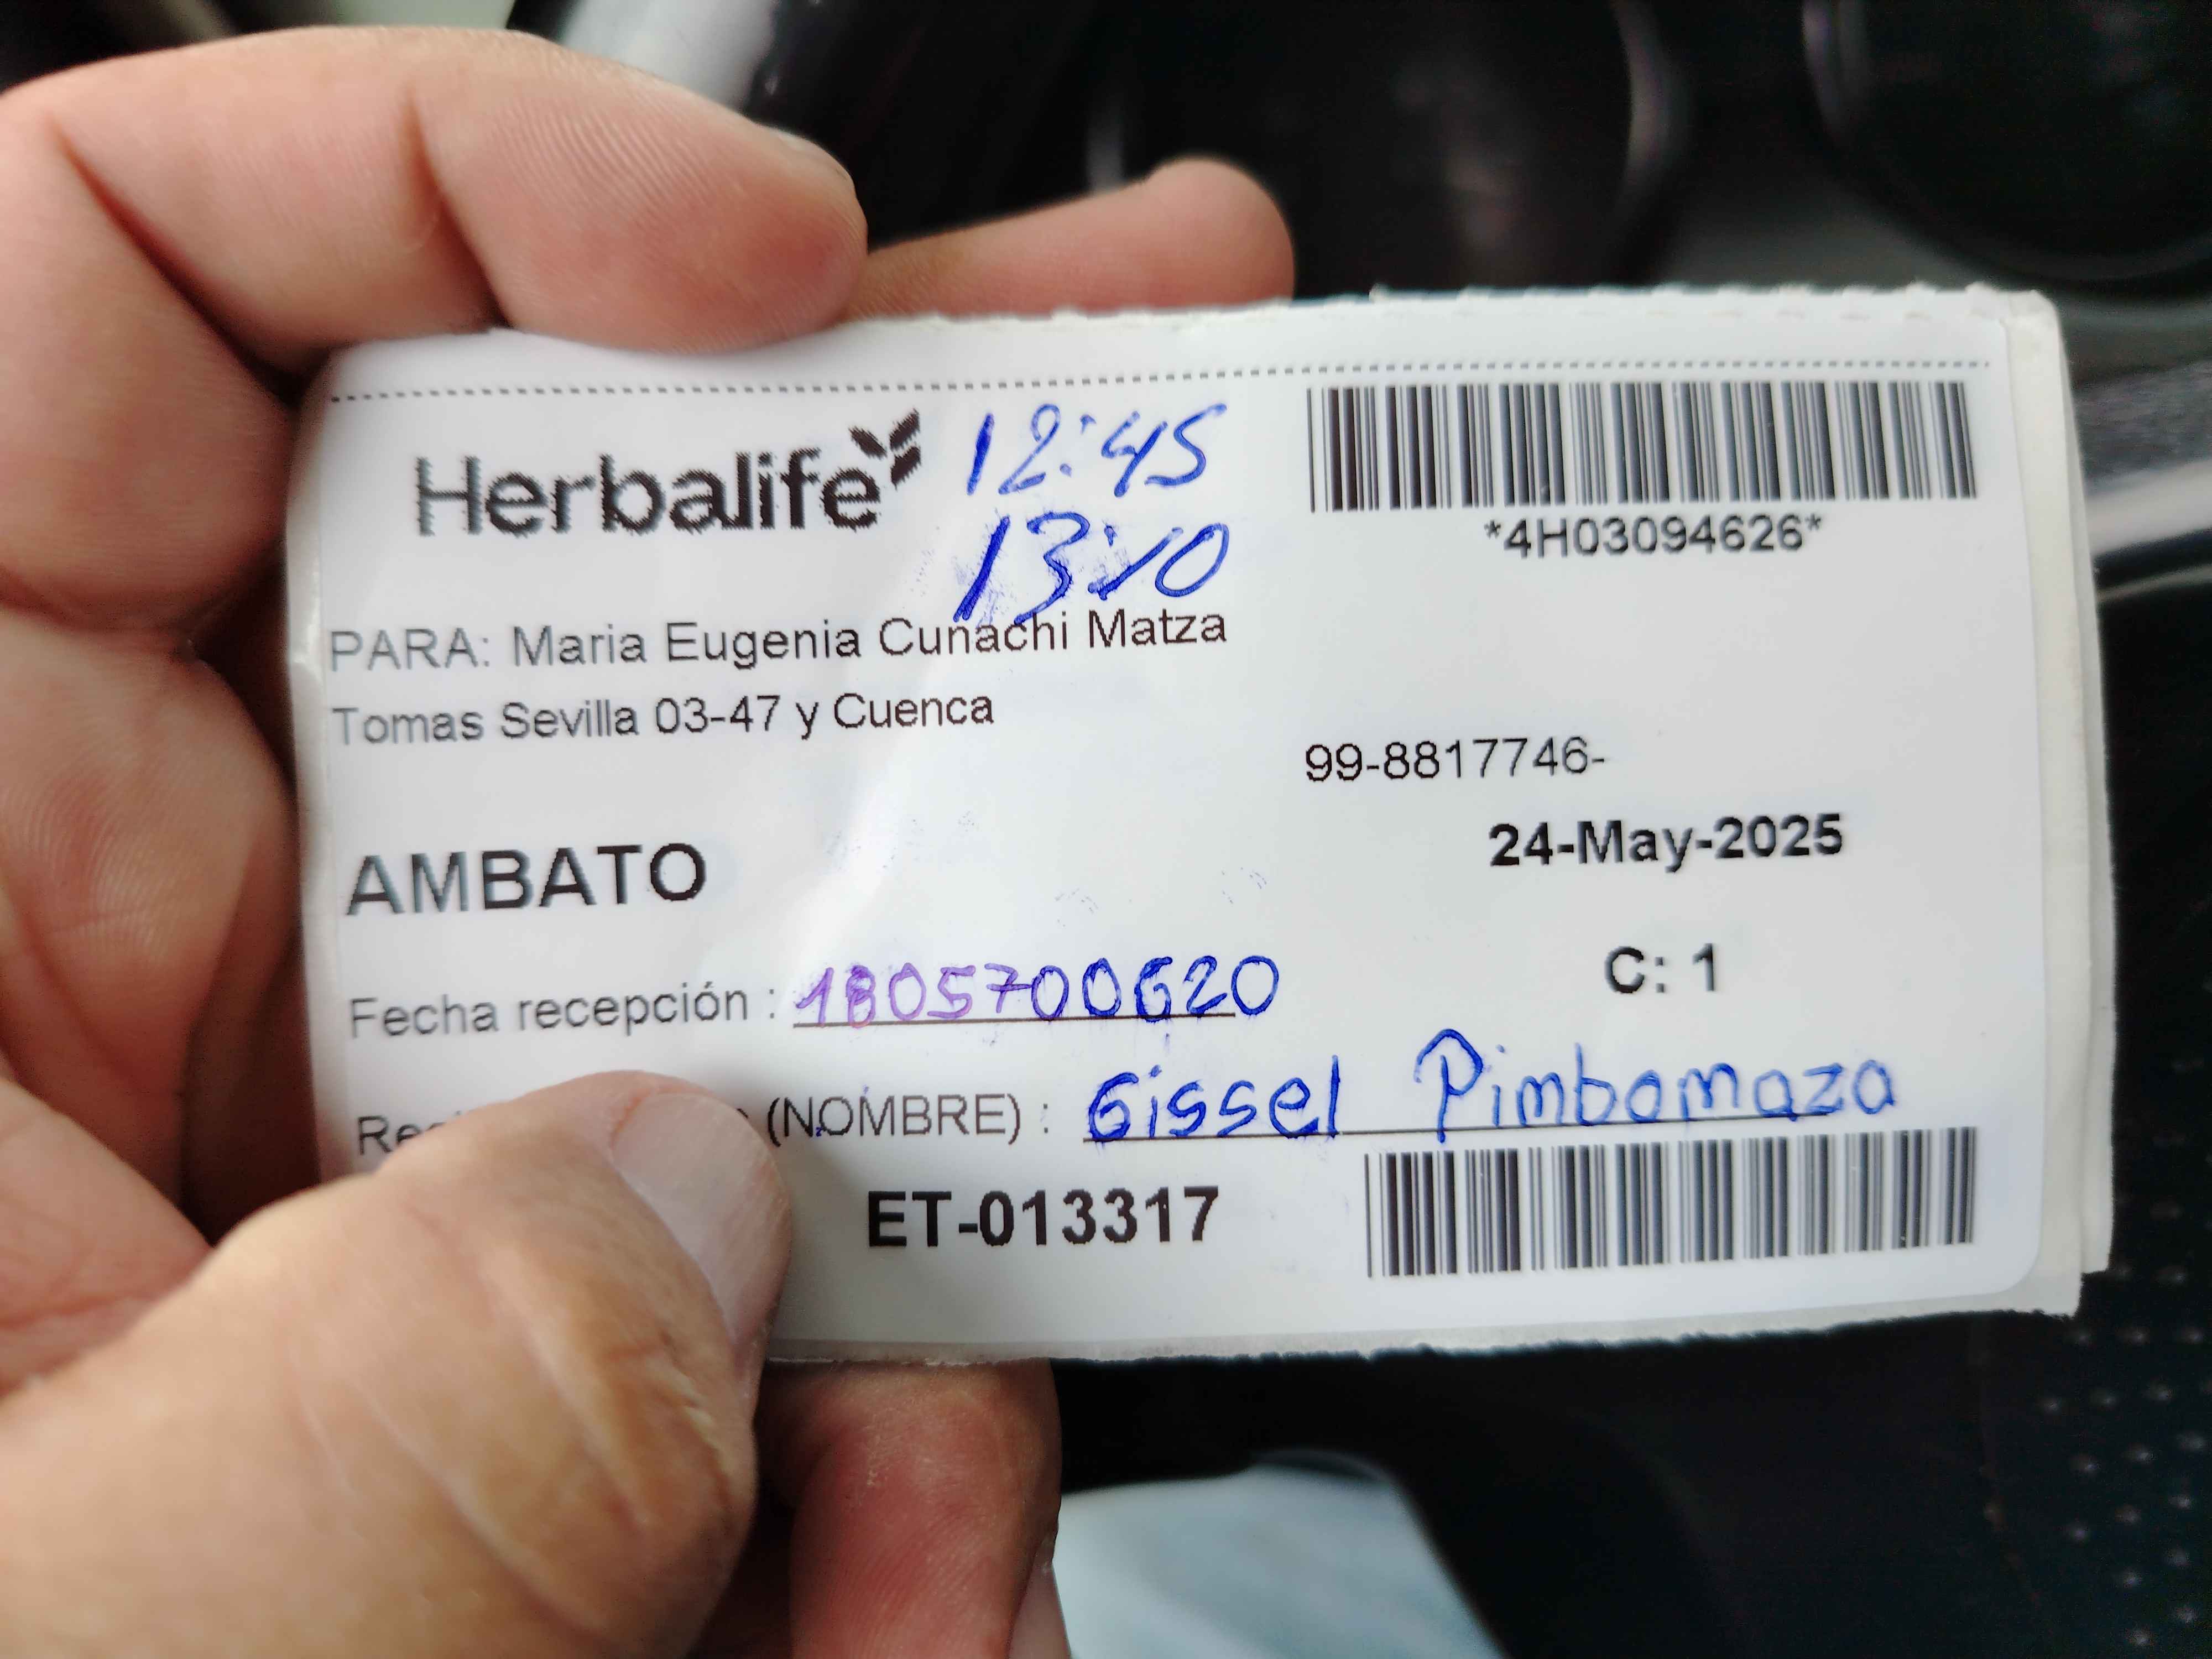 Herbalife
12:45
13:10
*4H03094626*
PARA: Maria Eugenia Cunachi Matza
Tomas Sevilla 03-47 y Cuenca
99-8817746-
24-May-2025
AMBATO
C: 1
Fecha recepción : 1805700620
(NOMBRE) : Gissel Pimbomaza
ET-013317